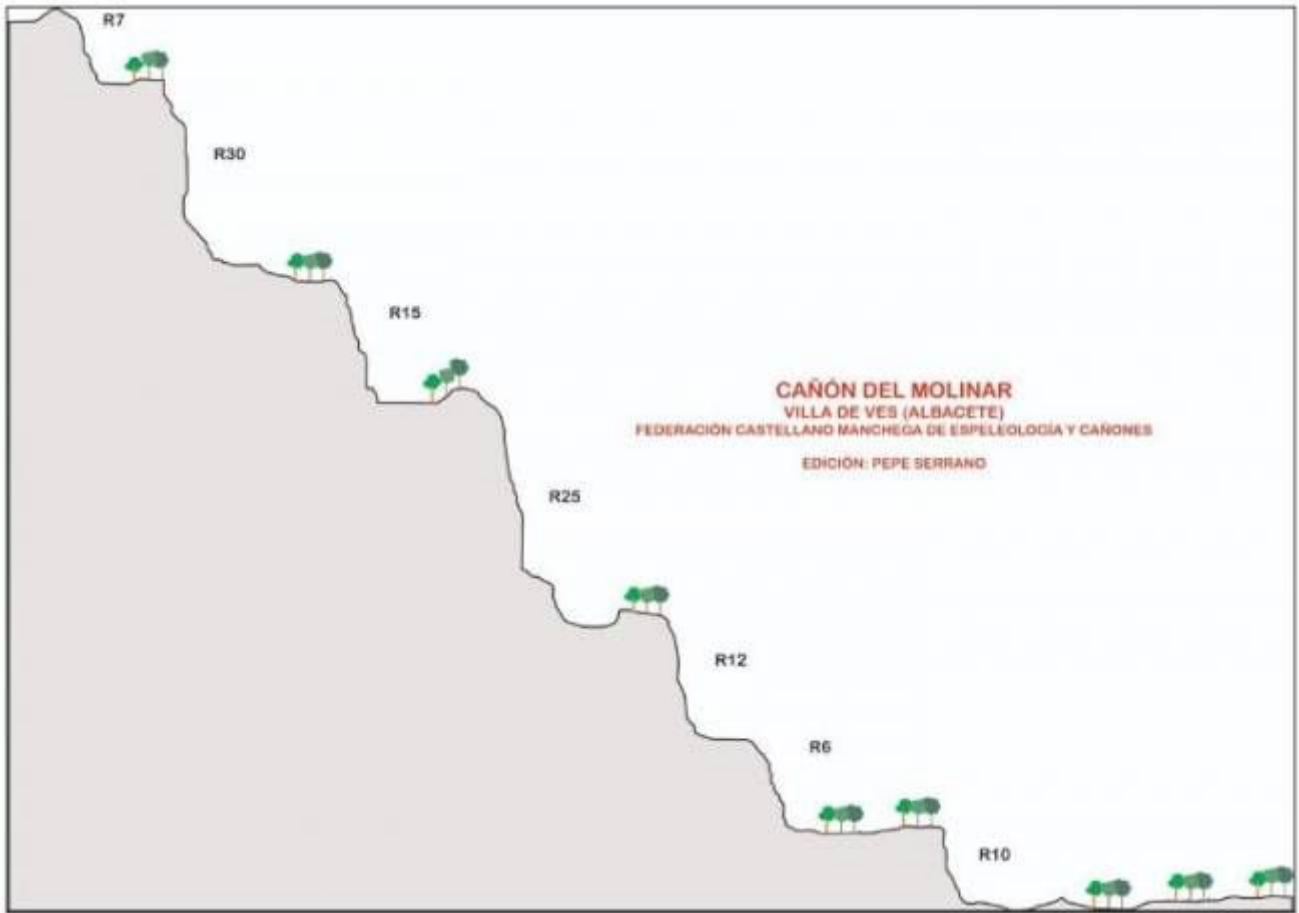 R7
R30
R15
CAÑÓN DEL MOLINAR
VILLA DE VES (ALBACETE)
FEDERACIÓN CASTELLANO MANCHEGA DE ESPELEOLOGÍA Y CAÑONES
EDICIÓN: PEPE SERRANO
R25
R12
R6
R10